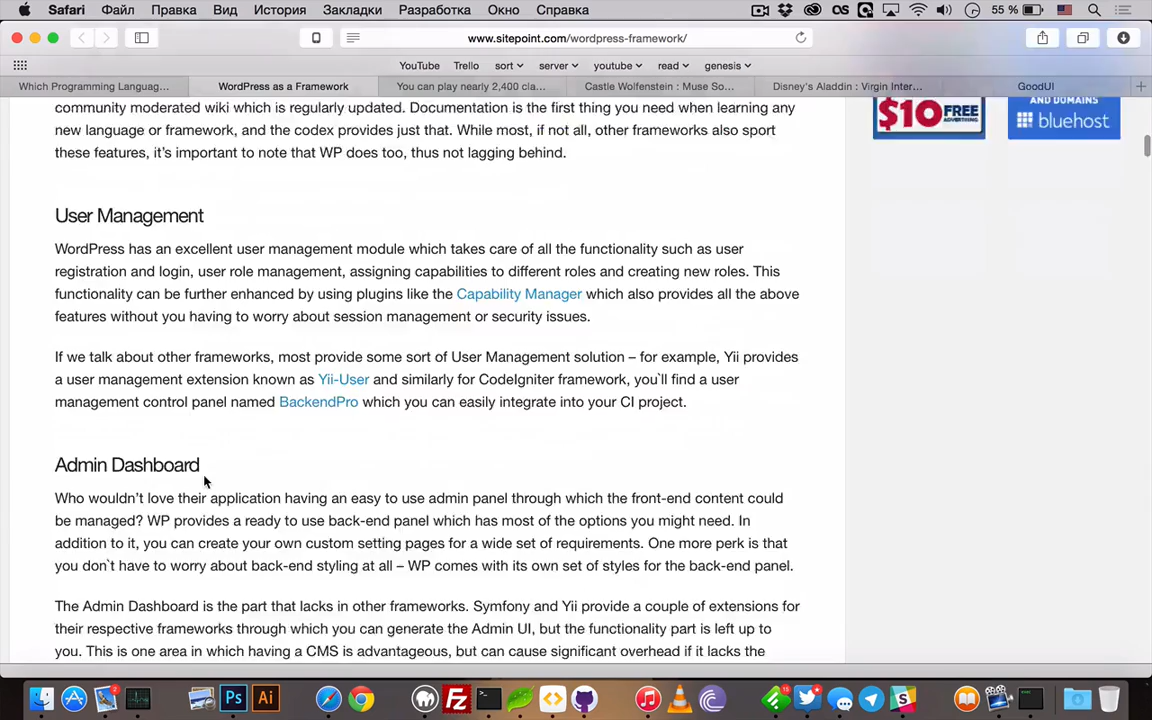 Safari Файл Правка Вид История Закладки Разработка Окно Справка 55 %
www.sitepoint.com/wordpress-framework/
YouTube Trello sort server youtube read genesis
Which Programming Languag... WordPress as a Framework You can play nearly 2,400 cla... Castle Wolfenstein : Muse So... Disney's Aladdin : Virgin Inter... GoodUI
community moderated wiki which is regularly updated. Documentation is the first thing you need when learning any
new language or framework, and the codex provides just that. While most, if not all, other frameworks also sport
these features, it's important to note that WP does too, thus not lagging behind.
$10 FREE
ADVERTISING
AND DOMAINS
bluehost
User Management
WordPress has an excellent user management module which takes care of all the functionality such as user
registration and login, user role management, assigning capabilities to different roles and creating new roles. This
functionality can be further enhanced by using plugins like the Capability Manager which also provides all the above
features without you having to worry about session management or security issues.
If we talk about other frameworks, most provide some sort of User Management solution – for example, Yii provides
a user management extension known as Yii-User and similarly for CodeIgniter framework, you`ll find a user
management control panel named BackendPro which you can easily integrate into your CI project.
Admin Dashboard
Who wouldn't love their application having an easy to use admin panel through which the front-end content could
be managed? WP provides a ready to use back-end panel which has most of the options you might need. In
addition to it, you can create your own custom setting pages for a wide set of requirements. One more perk is that
you don`t have to worry about back-end styling at all – WP comes with its own set of styles for the back-end panel.
The Admin Dashboard is the part that lacks in other frameworks. Symfony and Yii provide a couple of extensions for
their respective frameworks through which you can generate the Admin UI, but the functionality part is left up to
you. This is one area in which having a CMS is advantageous, but can cause significant overhead if it lacks the
Ps Ai Fz